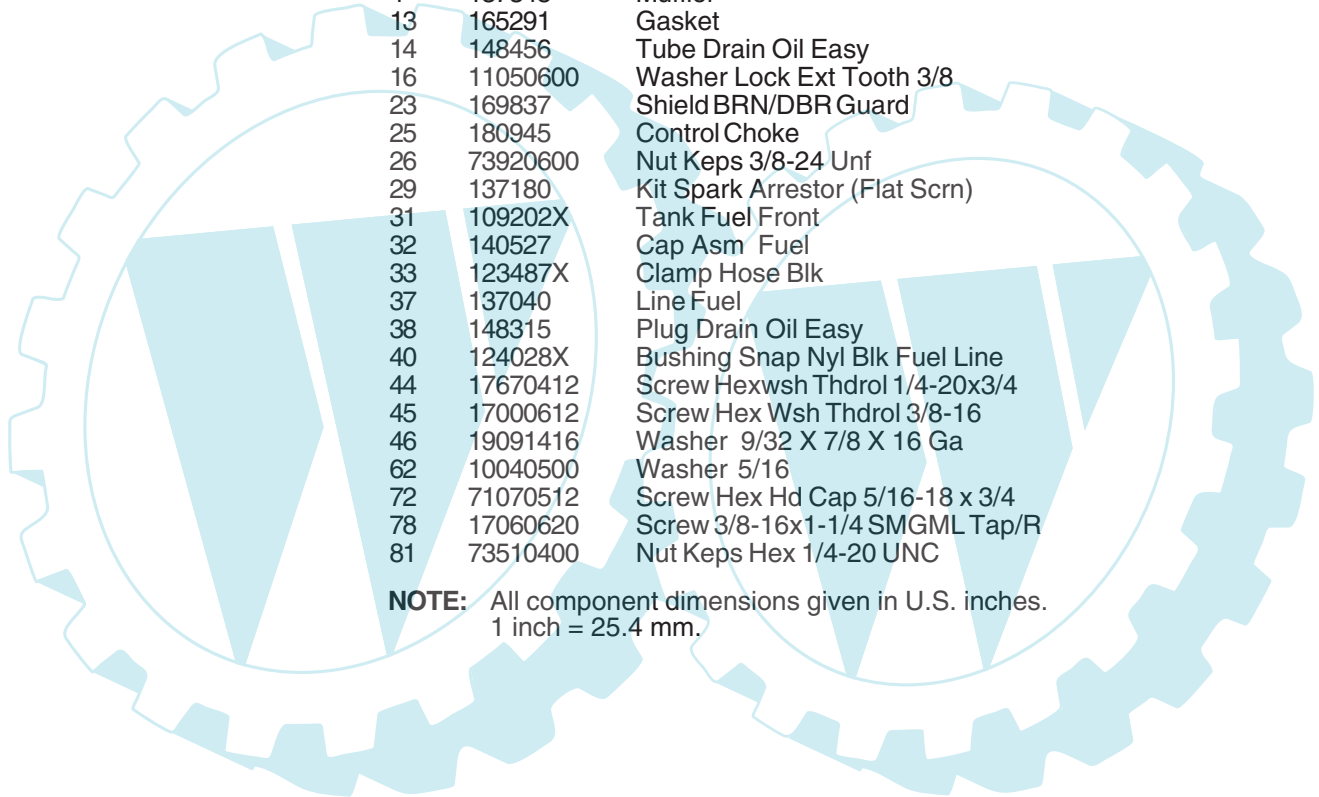 13 165291 Gasket
14 148456 Tube Drain Oil Easy
16 11050600 Washer Lock Ext Tooth 3/8
23 169837 Shield BRN/DBR Guard
25 180945 Control Choke
26 73920600 Nut Keps 3/8-24 Unf
29 137180 Kit Spark Arrestor (Flat Scrn)
31 109202X Tank Fuel Front
32 140527 Cap Asm Fuel
33 123487X Clamp Hose Blk
37 137040 Line Fuel
38 148315 Plug Drain Oil Easy
40 124028X Bushing Snap Nyl Blk Fuel Line
44 17670412 Screw Hexwsh Thdrol 1/4-20x3/4
45 17000612 Screw Hex Wsh Thdrol 3/8-16
46 19091416 Washer 9/32 X 7/8 X 16 Ga
62 10040500 Washer 5/16
72 71070512 Screw Hex Hd Cap 5/16-18 x 3/4
78 17060620 Screw 3/8-16x1-1/4 SMGML Tap/R
81 73510400 Nut Keps Hex 1/4-20 UNC
NOTE: All component dimensions given in U.S. inches.
1 inch = 25.4 mm.